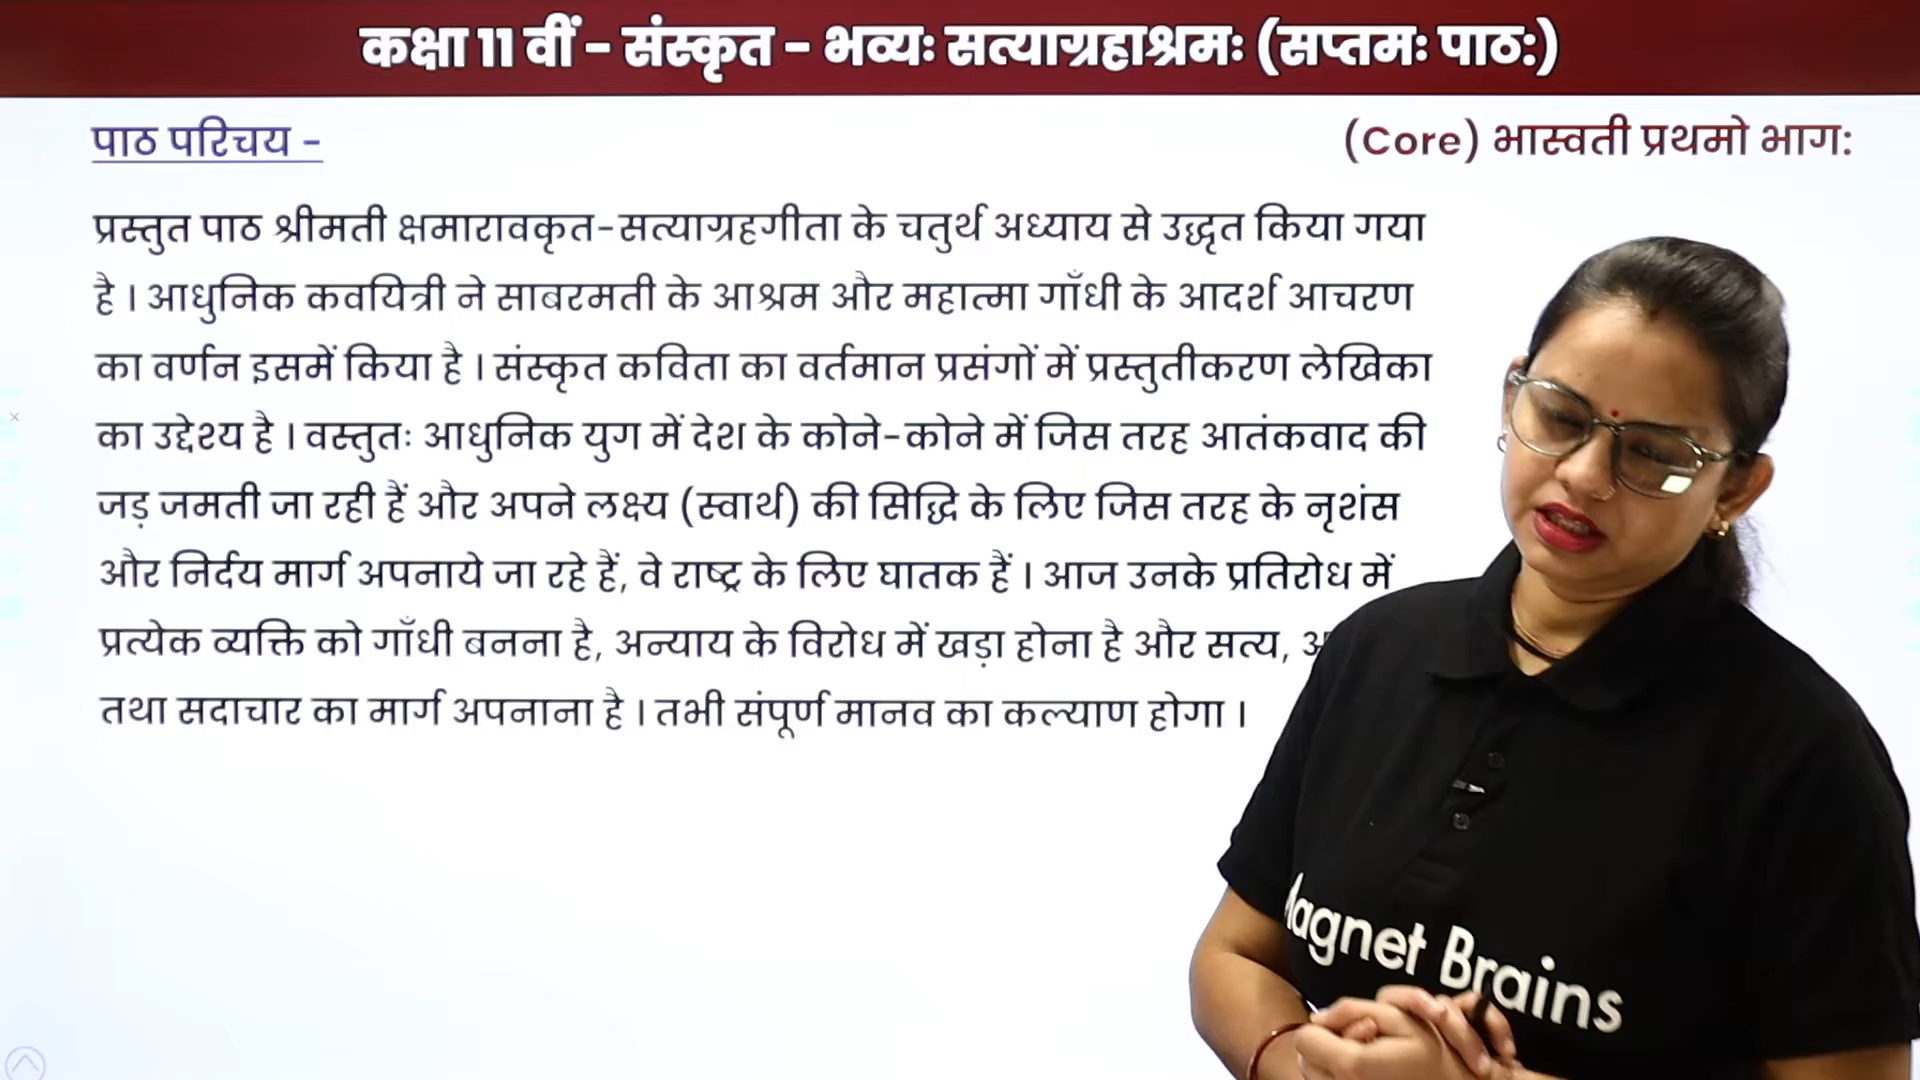 कक्षा 11 वीं - संस्कृत - भव्यः सत्याग्रहाश्रमः (सप्तमः पाठः)
पाठ परिचय -
(Core) भास्वती प्रथमो भागः
प्रस्तुत पाठ श्रीमती क्षमारावकृत-सत्याग्रहगीता के चतुर्थ अध्याय से उद्धृत किया गया
है । आधुनिक कवयित्री ने साबरमती के आश्रम और महात्मा गाँधी के आदर्श आचरण
का वर्णन इसमें किया है । संस्कृत कविता का वर्तमान प्रसंगों में प्रस्तुतीकरण लेखिका
का उद्देश्य है । वस्तुतः आधुनिक युग में देश के कोने-कोने में जिस तरह आतंकवाद की
जड़ जमती जा रही हैं और अपने लक्ष्य (स्वार्थ) की सिद्धि के लिए जिस तरह के नृशंस
और निर्दय मार्ग अपनाये जा रहे हैं, वे राष्ट्र के लिए घातक हैं । आज उनके प्रतिरोध में
प्रत्येक व्यक्ति को गाँधी बनना है, अन्याय के विरोध में खड़ा होना है और सत्य,
तथा सदाचार का मार्ग अपनाना है । तभी संपूर्ण मानव का कल्याण होगा ।
Magnet Brains